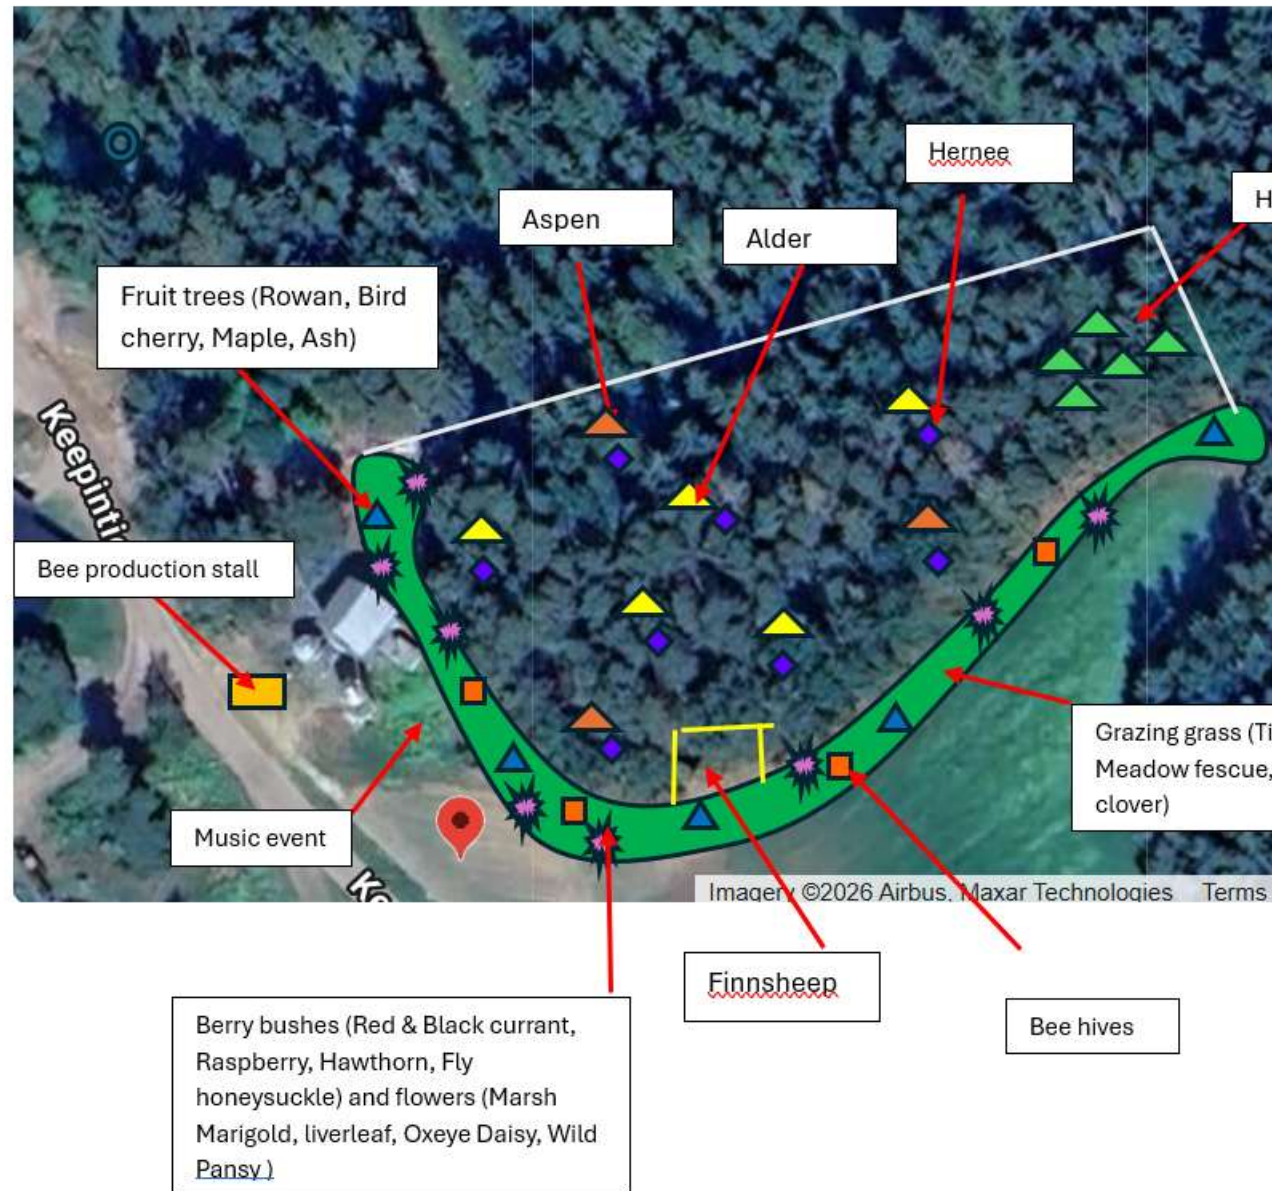 Hernee
H
Aspen
Alder
Fruit trees (Rowan, Bird
cherry, Maple, Ash)
Keepinti
Bee production stall
Grazing grass (Ti
Meadow fescue,
clover)
Music event
Ke
Imagery ©2026 Airbus, Maxar Technologies Terms
Finnsheep
Bee hives
Berry bushes (Red & Black currant,
Raspberry, Hawthorn, Fly
honeysuckle) and flowers (Marsh
Marigold, liverleaf, Oxeye Daisy, Wild
Pansy )